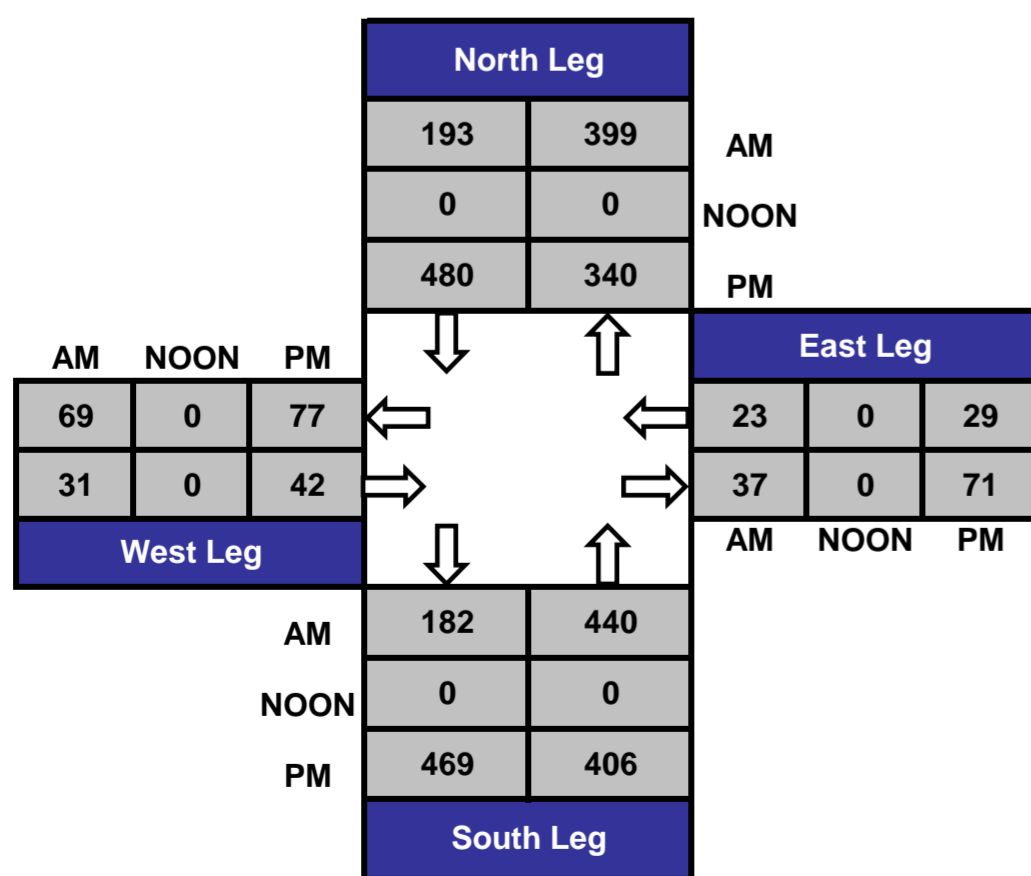 North Leg
193 399 AM
0 0 NOON
480 340 PM
AM NOON PM
East Leg
69 0 77
23 0 29
31 0 42
37 0 71
West Leg
AM NOON PM
AM 182 440
NOON 0 0
PM 469 406
South Leg